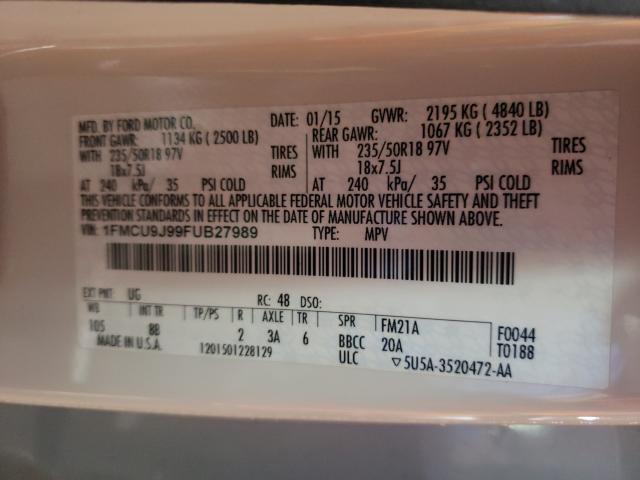 MFD. BY FORD MOTOR CO.
DATE: 01/15 GVWR: 2195 KG ( 4840 LB)
FRONT GAWR: 1134 KG ( 2500 LB)
REAR GAWR: 1067 KG ( 2352 LB)
WITH 235/50R18 97V TIRES
WITH 235/50R18 97V TIRES
18x7.5J RIMS
18x7.5J RIMS
AT 240 kPa/ 35 PSI COLD
AT 240 kPa/ 35 PSI COLD
THIS VEHICLE CONFORMS TO ALL APPLICABLE FEDERAL MOTOR VEHICLE SAFETY AND THEFT
PREVENTION STANDARDS IN EFFECT ON THE DATE OF MANUFACTURE SHOWN ABOVE.
VIN: 1FMCU9J99FUB27989 TYPE: MPV
EXT PNT: UG RC: 48 DSO:
WB INT TR TP/PS R AXLE TR SPR FM21A F0044
105 8B 2 3A 6 BBCC 20A T0188
MADE IN U.S.A. 1201501228129 ULC ▽5U5A-3520472-AA